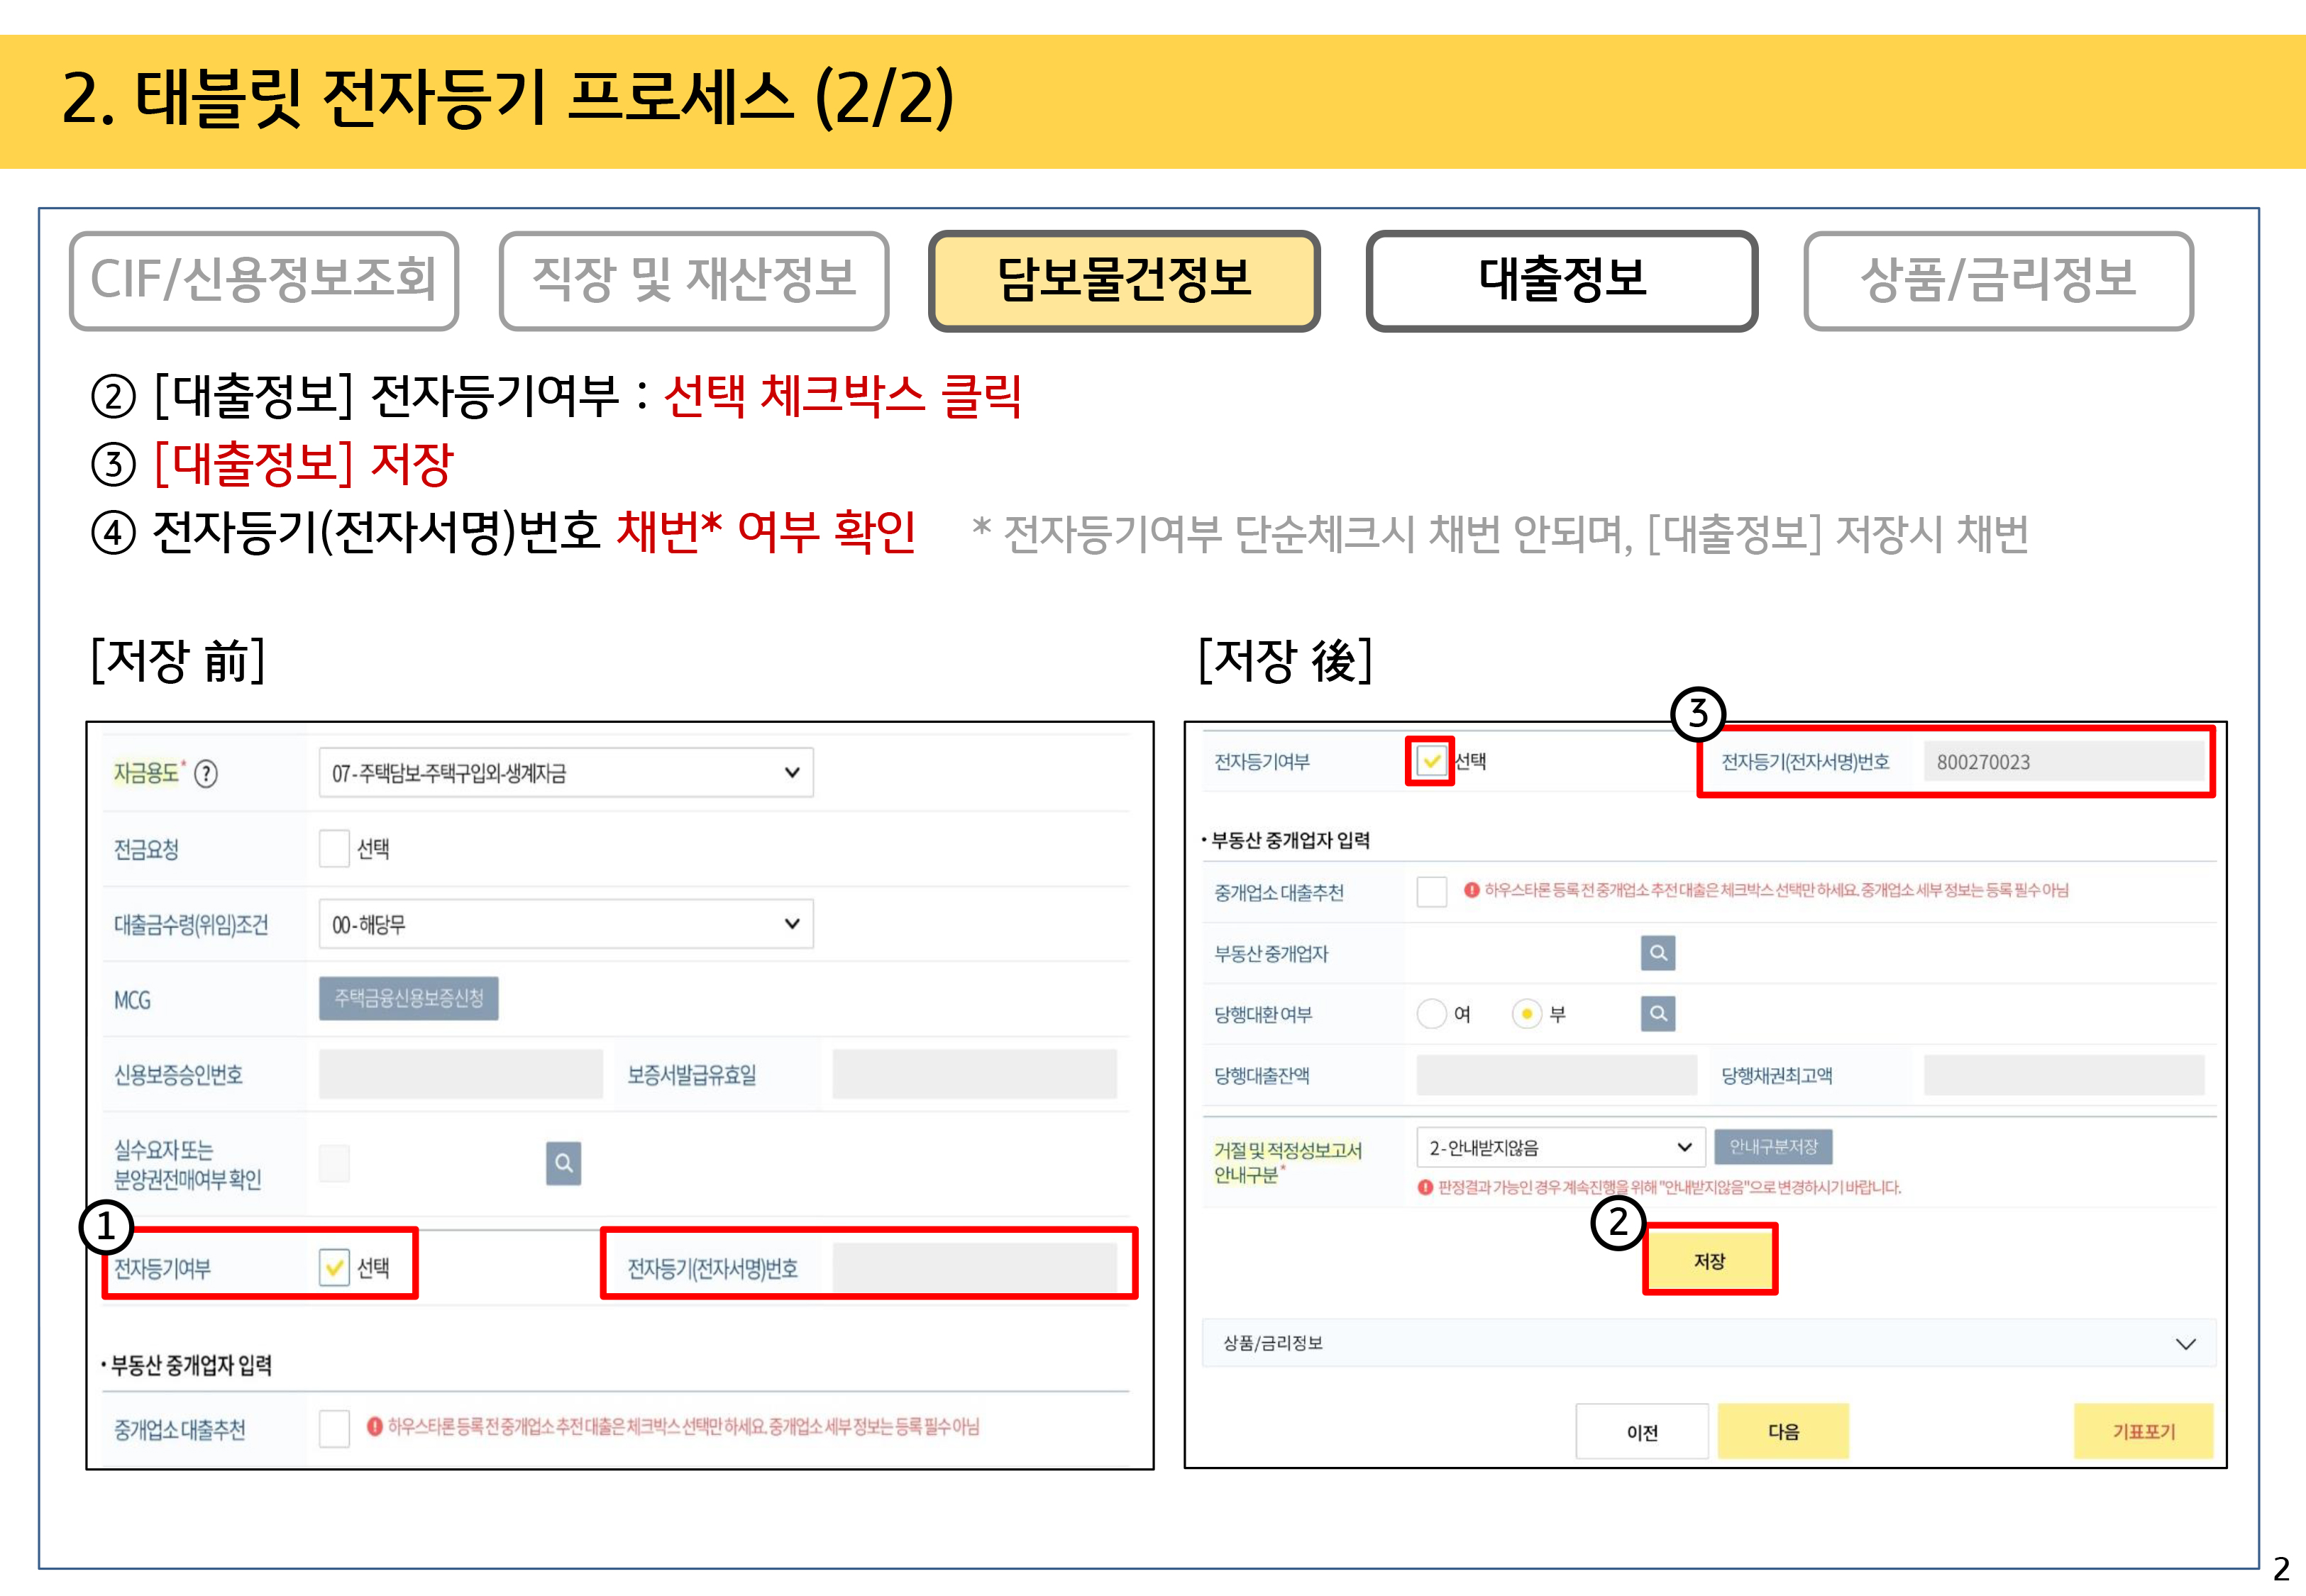 2. 태블릿 전자등기 프로세스 (2/2)
CIF/신용정보조회
직장 및 재산정보
담보물건정보
대출정보
상품/금리정보
② [대출정보] 전자등기여부 : 선택 체크박스 클릭
③ [대출정보] 저장
④ 전자등기(전자서명)번호 채번* 여부 확인 * 전자등기여부 단순체크시 채번 안되며, [대출정보] 저장시 채번
[저장 前]
자금용도* ? 07-주택담보-주택구입외-생계자금
전금요청 선택
대출금수령(위임)조건 00-해당무
MCG 주택금융신용보증신청
신용보증승인번호 보증서발급유효일
실수요자 또는
분양권전매여부 확인
1
전자등기여부 선택 전자등기(전자서명)번호
• 부동산 중개업자 입력
중개업소 대출추천 하우스타론 등록 전 중개업소 추전 대출은 체크박스 선택만 하세요. 중개업소 세부 정보는 등록 필수 아님
[저장 後]
3
전자등기여부 선택 전자등기(전자서명)번호 800270023
• 부동산 중개업자 입력
중개업소 대출추천 하우스타론 등록 전 중개업소 추전 대출은 체크박스 선택만 하세요. 중개업소 세부 정보는 등록 필수 아님
부동산 중개업자
당행대환 여부 여 부
당행대출잔액 당행채권최고액
거절 및 적정성보고서
안내구분* 2-안내받지않음 안내구분저장
판정결과 가능인 경우 계속진행을 위해 "안내받지않음"으로 변경하시기 바랍니다.
2
저장
상품/금리정보
이전 다음 기표포기
2